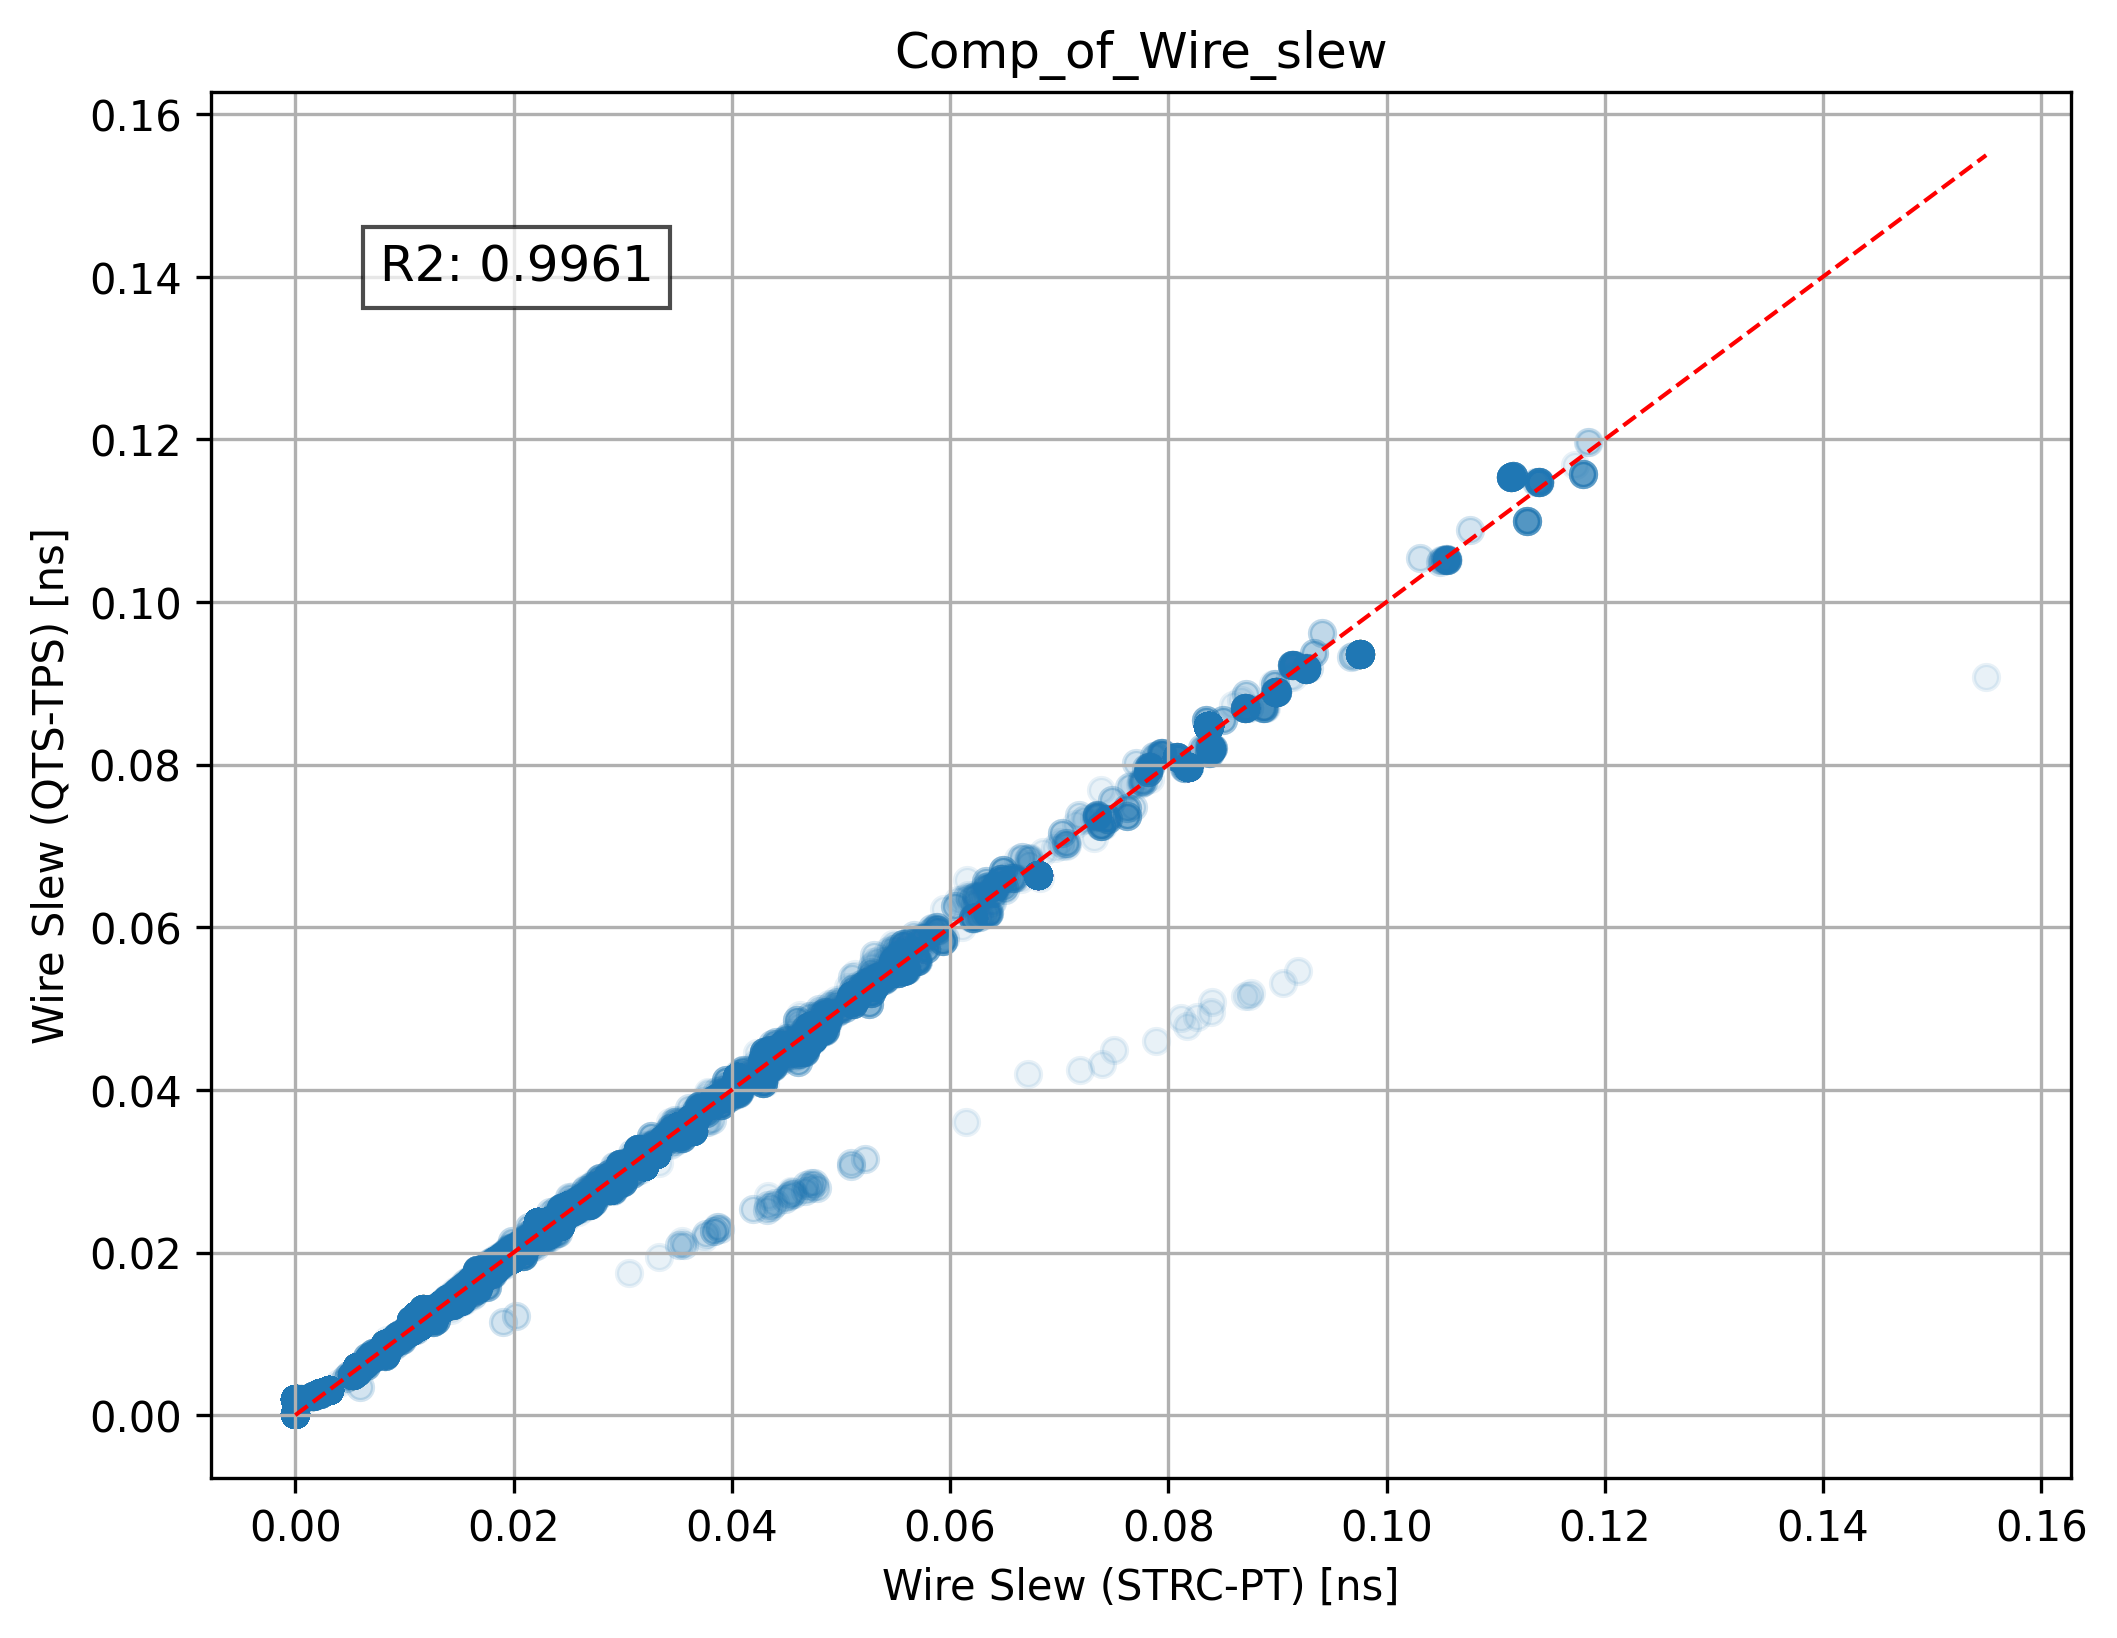 Comp_of_Wire_slew
0.16
0.14
0.12
0.10
0.08
0.06
0.04
0.02
0.00
R2: 0.9961
Wire Slew (QTS-TPS) [ns]
0.00 0.02 0.04 0.06 0.08 0.10 0.12 0.14 0.16
Wire Slew (STRC-PT) [ns]